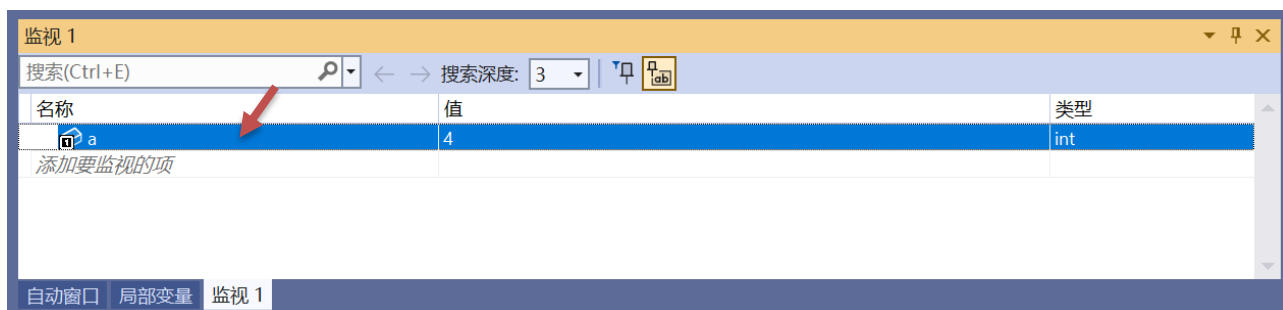 监视 1
搜索(Ctrl+E) 搜索深度: 3
名称 值 类型
a 4 int
添加要监视的项
自动窗口 局部变量 监视 1